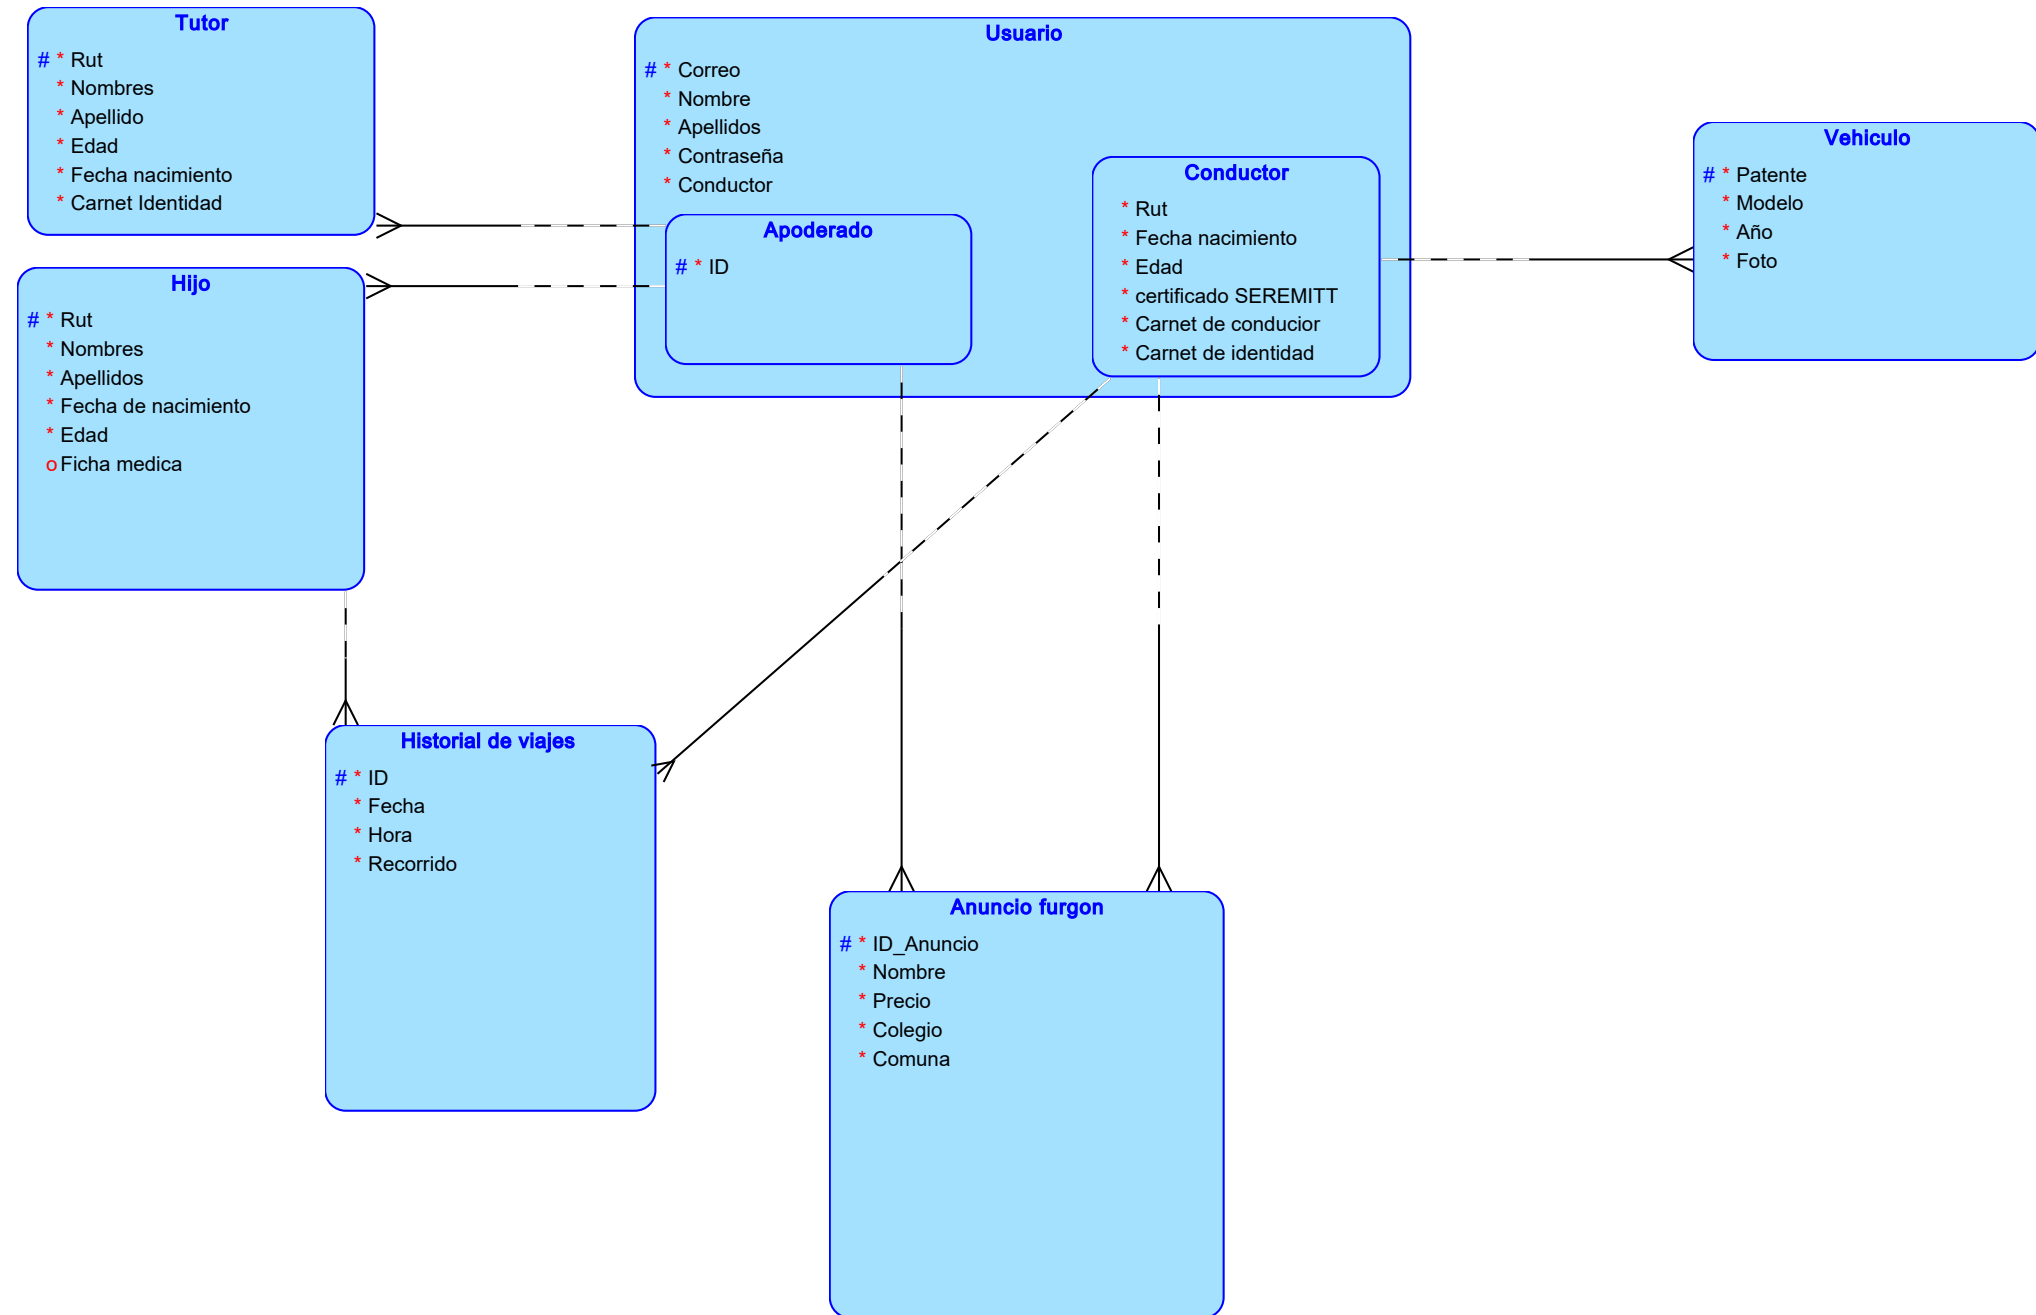 Tutor
# * Rut
* Nombres
* Apellido
* Edad
* Fecha nacimiento
* Carnet Identidad
Usuario
# * Correo
* Nombre
* Apellidos
* Contraseña
* Conductor
Apoderado
# * ID
Conductor
* Rut
* Fecha nacimiento
* Edad
* certificado SEREMITT
* Carnet de conducior
* Carnet de identidad
Vehiculo
# * Patente
* Modelo
* Año
* Foto
Hijo
# * Rut
* Nombres
* Apellidos
* Fecha de nacimiento
* Edad
o Ficha medica
Historial de viajes
# * ID
* Fecha
* Hora
* Recorrido
Anuncio furgon
# * ID_Anuncio
* Nombre
* Precio
* Colegio
* Comuna